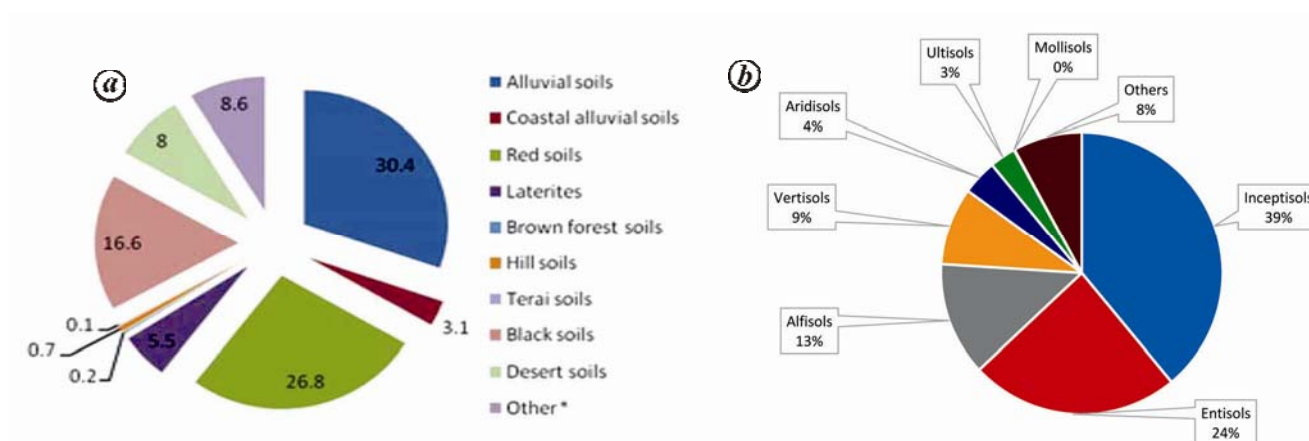 a
8.6
8
16.6
0.1
0.7
0.2
5.5
26.8
3.1
30.4
Alluvial soils
Coastal alluvial soils
Red soils
Laterites
Brown forest soils
Hill soils
Terai soils
Black soils
Desert soils
Other *
b
Ultisols
3%
Mollisols
0%
Others
8%
Aridisols
4%
Vertisols
9%
Inceptisols
39%
Alfisols
13%
Entisols
24%